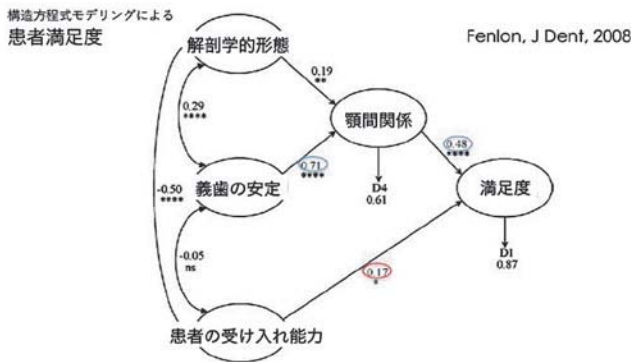 構造方程式モデリングによる
患者満足度
Fenlon, J Dent, 2008
解剖学的形態
0.19
**
0.29
****
顎間関係
0.71
****
0.48
****
D4
0.61
義歯の安定
-0.50
****
満足度
D1
0.87
-0.05
ns
0.17
*
患者の受け入れ能力